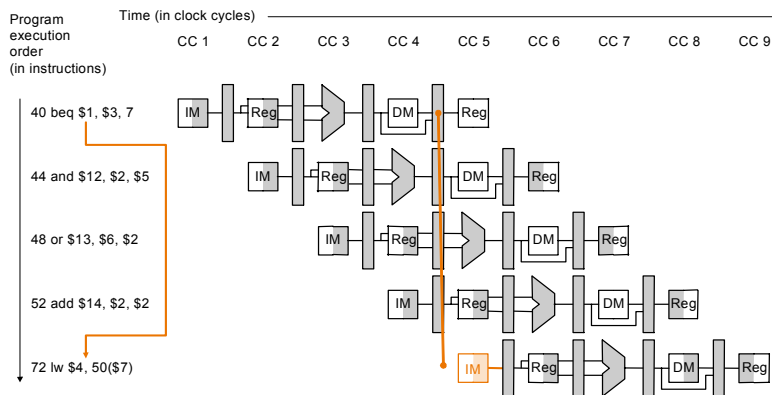 Time (in clock cycles)
Program
execution
order
(in instructions)
CC 1 CC 2 CC 3 CC 4 CC 5 CC 6 CC 7 CC 8 CC 9
40 beq $1, $3, 7 IM Reg DM Reg
44 and $12, $2, $5 IM Reg DM Reg
48 or $13, $6, $2 IM Reg DM Reg
52 add $14, $2, $2 IM Reg DM Reg
72 lw $4, 50($7) IM Reg DM Reg